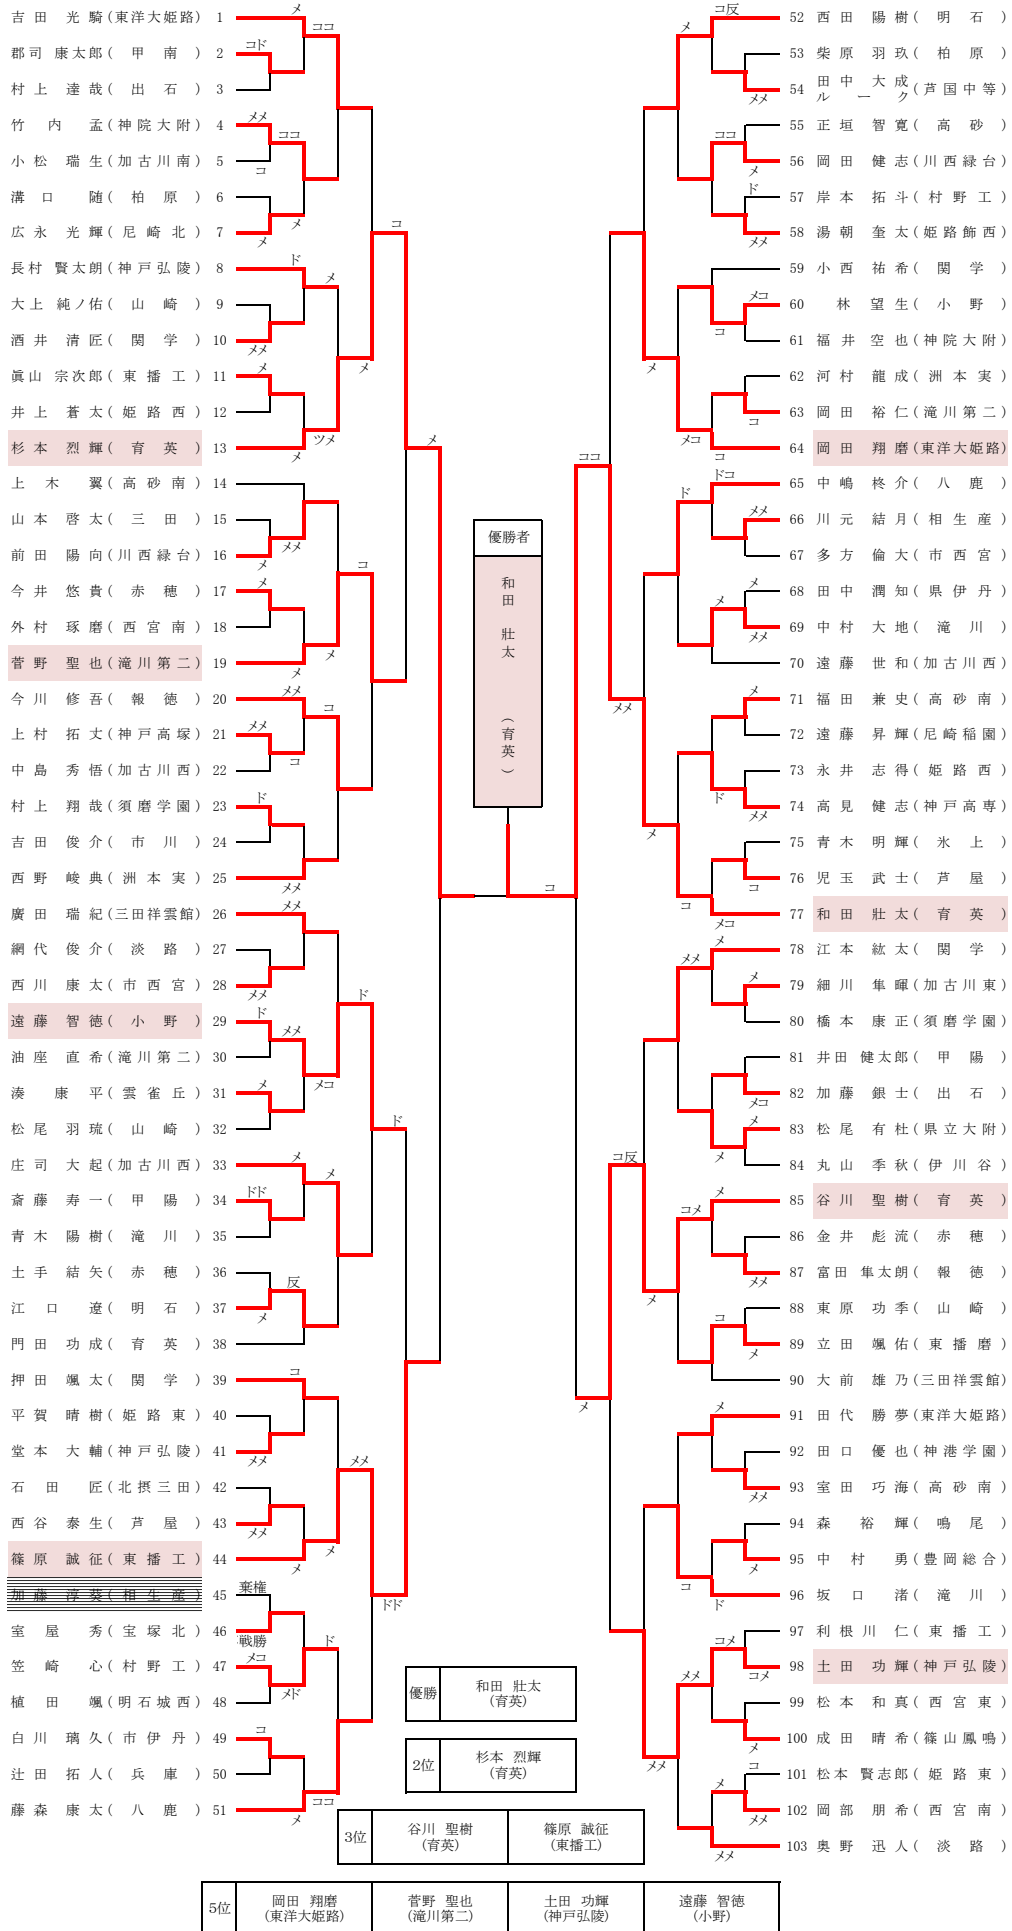 吉田 光騎 (東洋大姫路) 1
郡司 康太郎 (甲南) 2
村上 達哉 (出石) 3
竹内 孟 (神院大附) 4
小松 瑞生 (加古川南) 5
溝口 随 (柏原) 6
広永 光輝 (尼崎北) 7
長村 賢太朗 (神戸弘陵) 8
大上 純ノ佑 (山崎) 9
酒井 清匠 (関学) 10
眞山 宗次郎 (東播工) 11
井上 蒼太 (姫路西) 12
杉本 烈輝 (育英) 13
上木 翼 (高砂南) 14
山本 啓太 (三田) 15
前田 陽向 (川西緑台) 16
今井 悠貴 (赤穂) 17
外村 琢磨 (西宮南) 18
菅野 聖也 (滝川第二) 19
今川 修吾 (報徳) 20
上村 拓丈 (神戸高塚) 21
中島 秀悟 (加古川西) 22
村上 翔哉 (須磨学園) 23
吉田 俊介 (市川) 24
西野 峻典 (洲本実) 25
廣田 瑞紀 (三田祥雲館) 26
網代 俊介 (淡路) 27
西川 康太 (市西宮) 28
遠藤 智徳 (小野) 29
油座 直希 (滝川第二) 30
湊 康平 (雲雀丘) 31
松尾 羽琉 (山崎) 32
庄司 大起 (加古川西) 33
斎藤 寿一 (甲陽) 34
青木 陽樹 (滝川) 35
土手 結矢 (赤穂) 36
江口 遼 (明石) 37
門田 功成 (育英) 38
押田 颯太 (関学) 39
平賀 晴樹 (姫路東) 40
堂本 大輔 (神戸弘陵) 41
石田 匠 (北摂三田) 42
西谷 泰生 (芦屋) 43
篠原 誠征 (東播工) 44
加藤 淳葵 (相生産) 45
棄権
室屋 秀 (宝塚北) 46
戦勝
笠崎 心 (村野工) 47
植田 颯 (明石城西) 48
白川 璃久 (市伊丹) 49
辻田 拓人 (兵庫) 50
藤森 康太 (八鹿) 51
優勝者
和田 壯太 (育英)
52 西田 陽樹 (明石)
53 柴原 羽玖 (柏原)
54 田中 大成 ルーク (芦国中等)
55 正垣 智寛 (高砂)
56 岡田 健志 (川西緑台)
57 岸本 拓斗 (村野工)
58 湯朝 奎太 (姫路飾西)
59 小西 祐希 (関学)
60 林 望生 (小野)
61 福井 空也 (神院大附)
62 河村 龍成 (洲本実)
63 岡田 裕仁 (滝川第二)
64 岡田 翔磨 (東洋大姫路)
65 中嶋 柊介 (八鹿)
66 川元 結月 (相生産)
67 多方 倫大 (市西宮)
68 田中 潤知 (県伊丹)
69 中村 大地 (滝川)
70 遠藤 世和 (加古川西)
71 福田 兼史 (高砂南)
72 遠藤 昇輝 (尼崎稲園)
73 永井 志得 (姫路西)
74 高見 健志 (神戸高専)
75 青木 明輝 (氷上)
76 児玉 武士 (芦屋)
77 和田 壯太 (育英)
78 江本 紘太 (関学)
79 細川 隼暉 (加古川東)
80 橋本 康正 (須磨学園)
81 井田 健太郎 (甲陽)
82 加藤 銀士 (出石)
83 松尾 有杜 (県立大附)
84 丸山 季秋 (伊川谷)
85 谷川 聖樹 (育英)
86 金井 彪流 (赤穂)
87 富田 隼太朗 (報徳)
88 東原 功季 (山崎)
89 立田 颯佑 (東播磨)
90 大前 雄乃 (三田祥雲館)
91 田代 勝夢 (東洋大姫路)
92 田口 優也 (神港学園)
93 室田 巧海 (高砂南)
94 森 裕輝 (鳴尾)
95 中村 勇 (豊岡総合)
96 坂口 渚 (滝川)
97 利根川 仁 (東播工)
98 土田 功輝 (神戸弘陵)
99 松本 和真 (西宮東)
100 成田 晴希 (篠山鳳鳴)
101 松本 賢志郎 (姫路東)
102 岡部 朋希 (西宮南)
103 奥野 迅人 (淡路)
優勝 和田 壯太 (育英)
2位 杉本 烈輝 (育英)
3位 谷川 聖樹 (育英) 篠原 誠征 (東播工)
5位 岡田 翔磨 (東洋大姫路) 菅野 聖也 (滝川第二) 土田 功輝 (神戸弘陵) 遠藤 智徳 (小野)